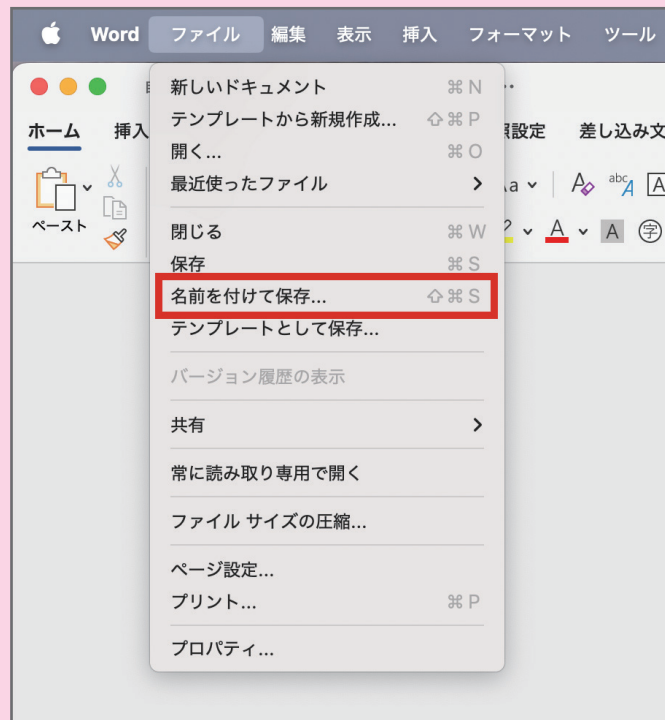 Word ファイル 編集 表示 挿入 フォーマット ツール
新しいドキュメント ⌘ N
テンプレートから新規作成... ⇧ ⌘ P
ホーム 挿入 設定 差し込み文
開く... ⌘ O
最近使ったファイル
ペースト
閉じる ⌘ W
保存 ⌘ S
名前を付けて保存... ⇧ ⌘ S
テンプレートとして保存...
バージョン履歴の表示
共有
常に読み取り専用で開く
ファイル サイズの圧縮...
ページ設定...
プリント... ⌘ P
プロパティ...